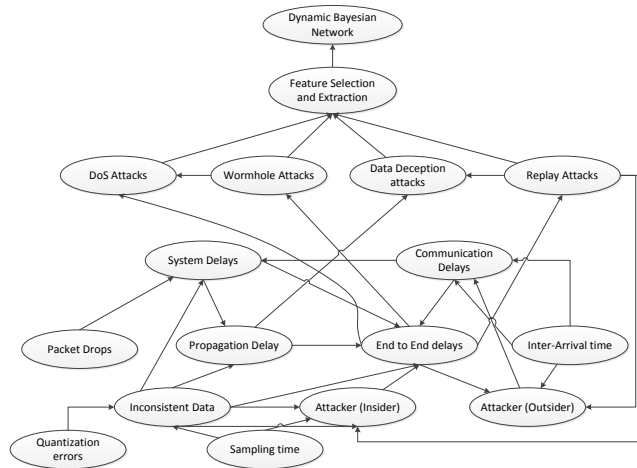 Dynamic Bayesian
Network
Feature Selection
and Extraction
DoS Attacks
Wormhole Attacks
Data Deception
attacks
Replay Attacks
System Delays
Communication
Delays
Packet Drops
Propagation Delay
End to End delays
Inter-Arrival time
Inconsistent Data
Attacker (Insider)
Attacker (Outsider)
Quantization
errors
Sampling time